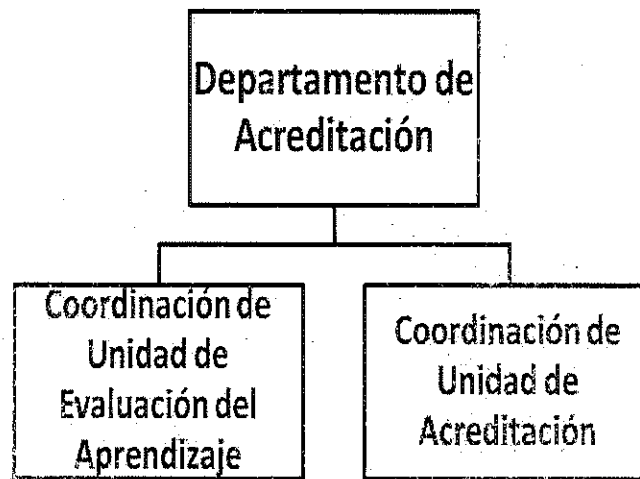 Departamento de
Acreditación
Coordinación de
Unidad de
Evaluación del
Aprendizaje
Coordinación de
Unidad de
Acreditación